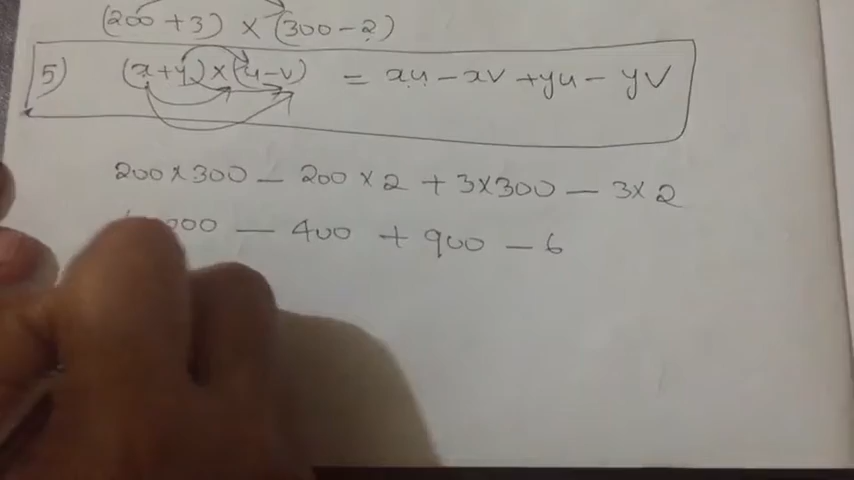 (200+3) × (300-2)
5) (x+y) × (u-v) = xu - xv + yu - yv
200×300 - 200×2 + 3×300 - 3×2
000 - 400 + 900 - 6